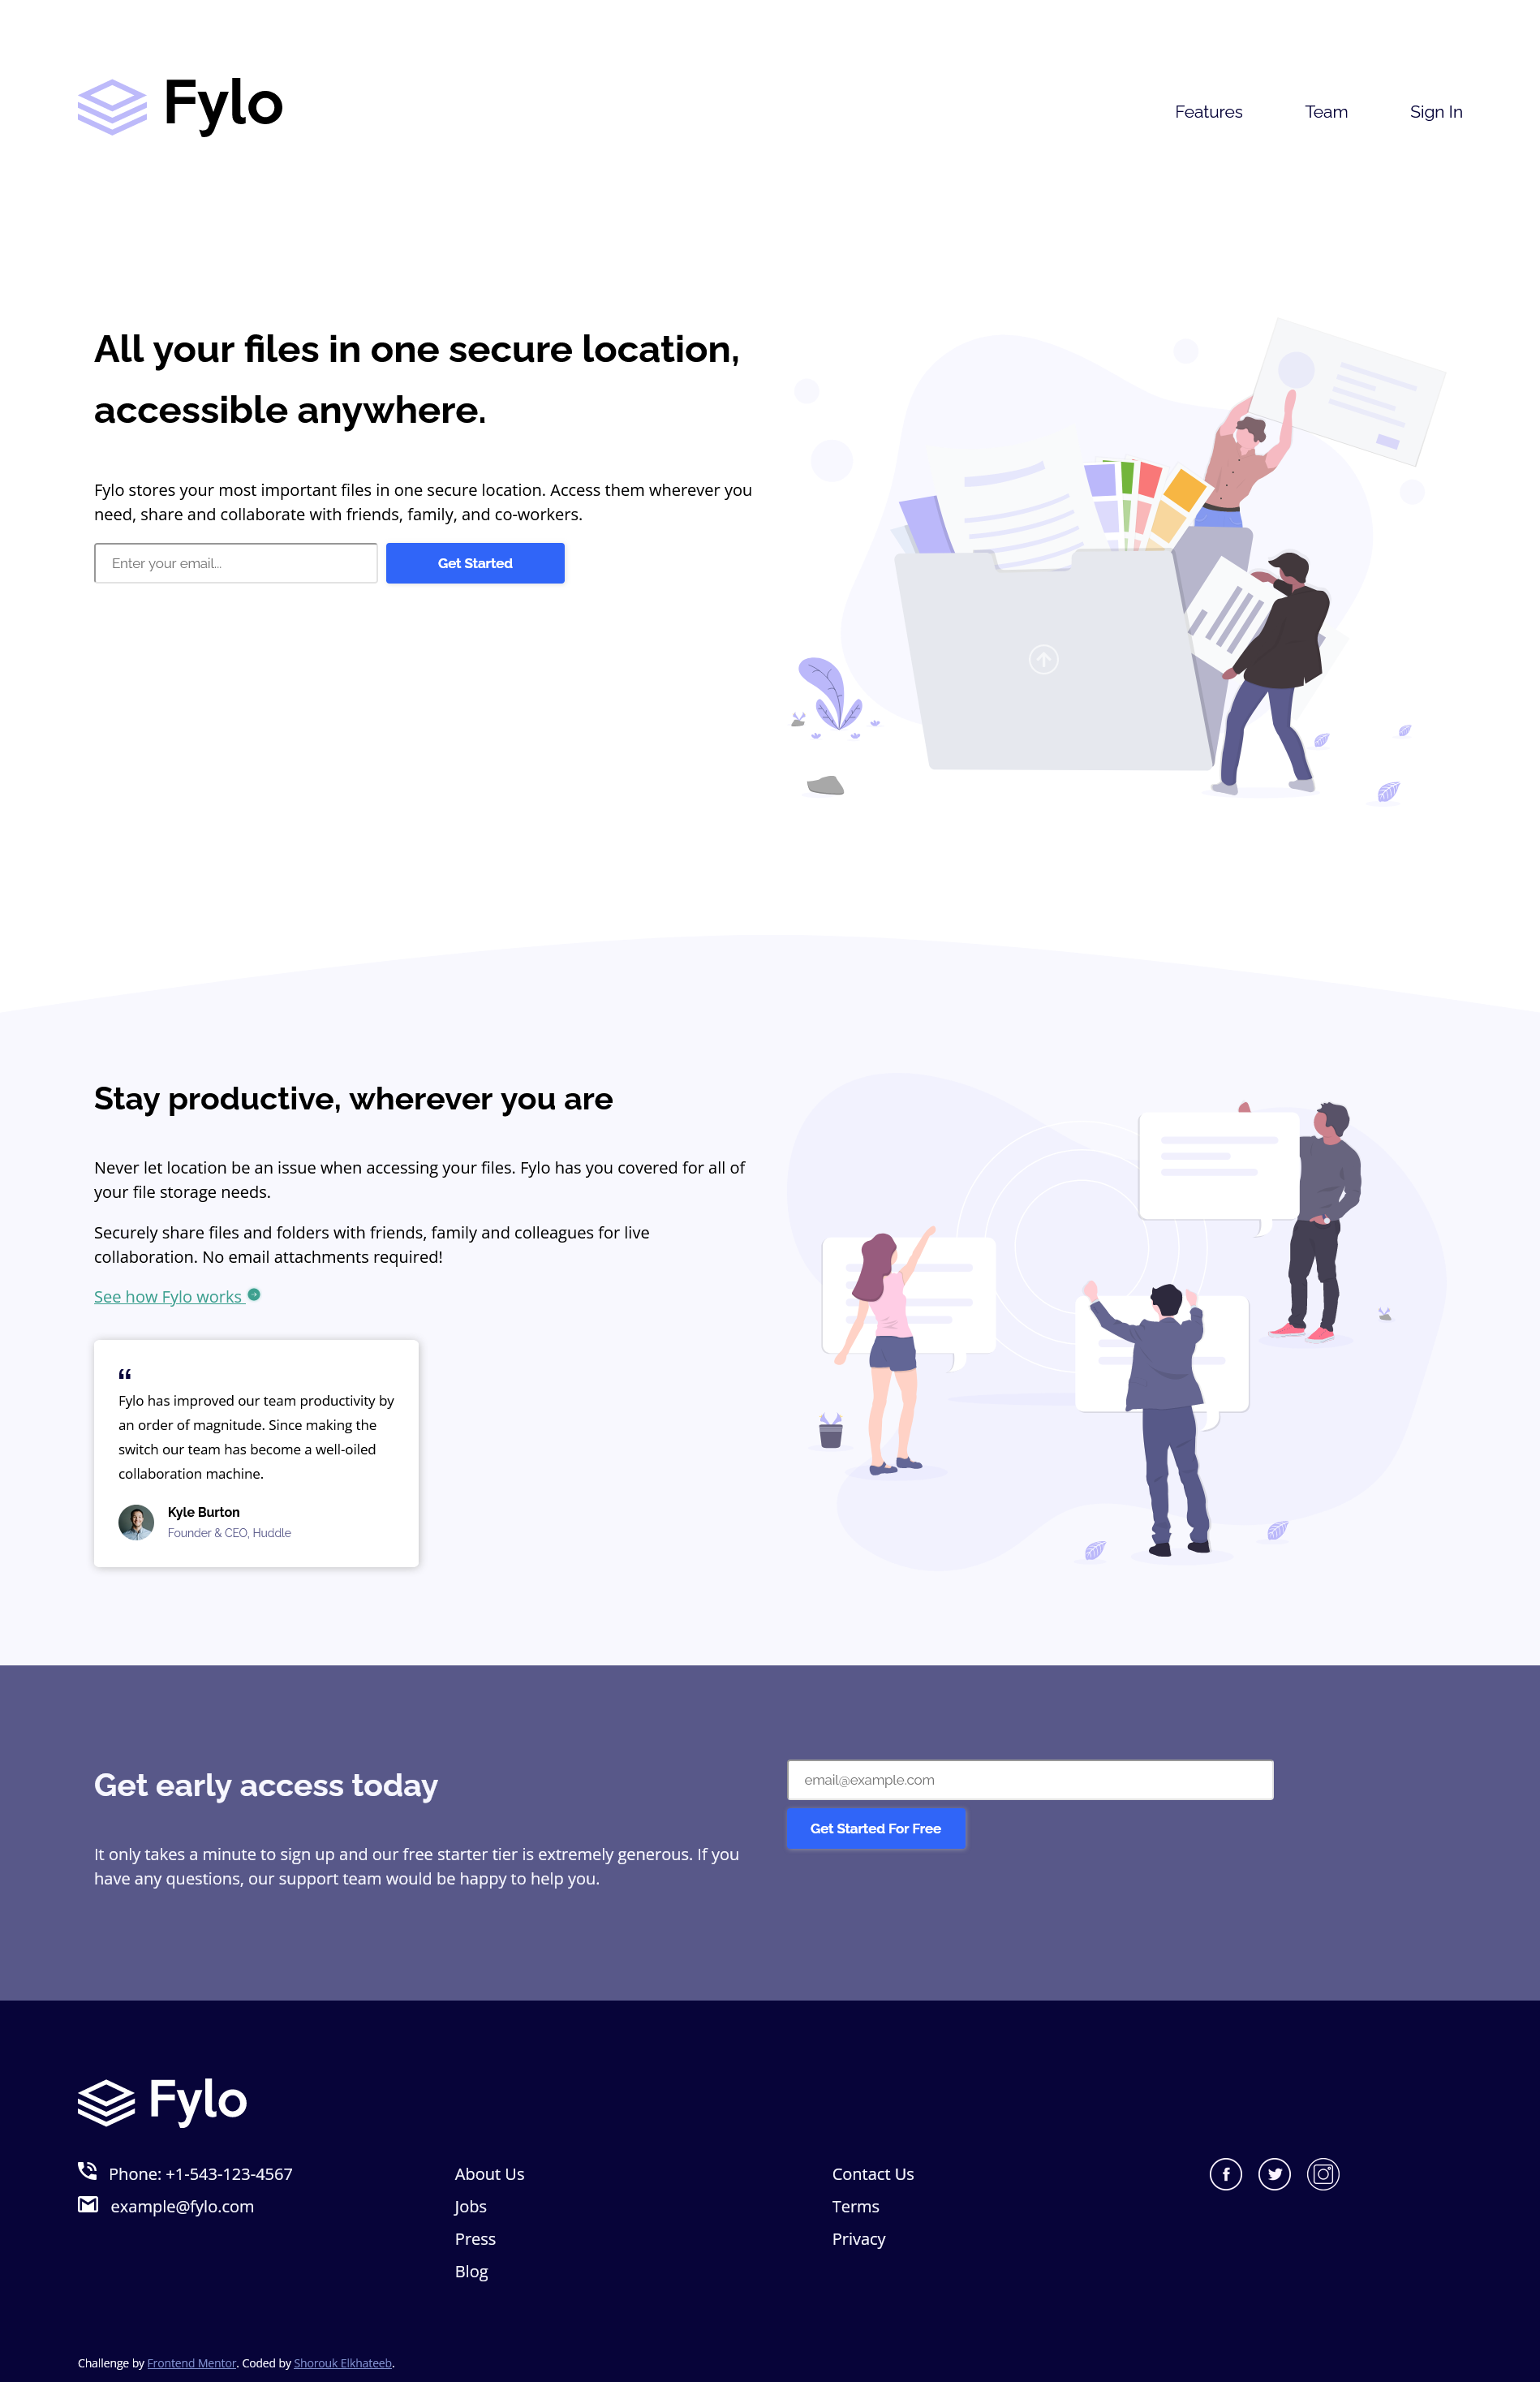 Fylo
Features
Team
Sign In
All your files in one secure location,
accessible anywhere.
Fylo stores your most important files in one secure location. Access them wherever you
need, share and collaborate with friends, family, and co-workers.
Enter your email...
Get Started
Stay productive, wherever you are
Never let location be an issue when accessing your files. Fylo has you covered for all of
your file storage needs.
Securely share files and folders with friends, family and colleagues for live
collaboration. No email attachments required!
See how Fylo works
“
Fylo has improved our team productivity by
an order of magnitude. Since making the
switch our team has become a well-oiled
collaboration machine.
Kyle Burton
Founder & CEO, Huddle
Get early access today
It only takes a minute to sign up and our free starter tier is extremely generous. If you
have any questions, our support team would be happy to help you.
email@example.com
Get Started For Free
Fylo
Phone: +1-543-123-4567
example@fylo.com
About Us
Jobs
Press
Blog
Contact Us
Terms
Privacy
Challenge by Frontend Mentor. Coded by Shorouk Elkhateeb.